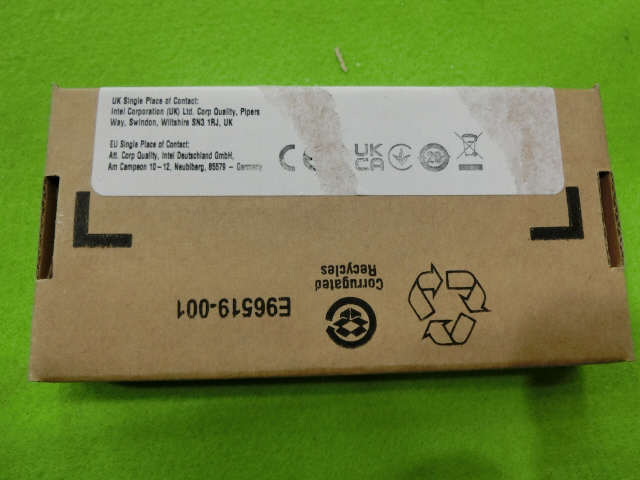 UK Single Place of Contact:
Intel Corporation (UK) Ltd. Corp Quality, Pipers
Way, Swindon, Wiltshire SN3 1RJ, UK
EU Single Place of Contact:
Att. Corp Quality, Intel Deutschland GmbH,
Am Campeon 10-12, Neubiberg, 85579 - Germany
CE
UK
CA
20
Corrugated
Recycles
E96519-001